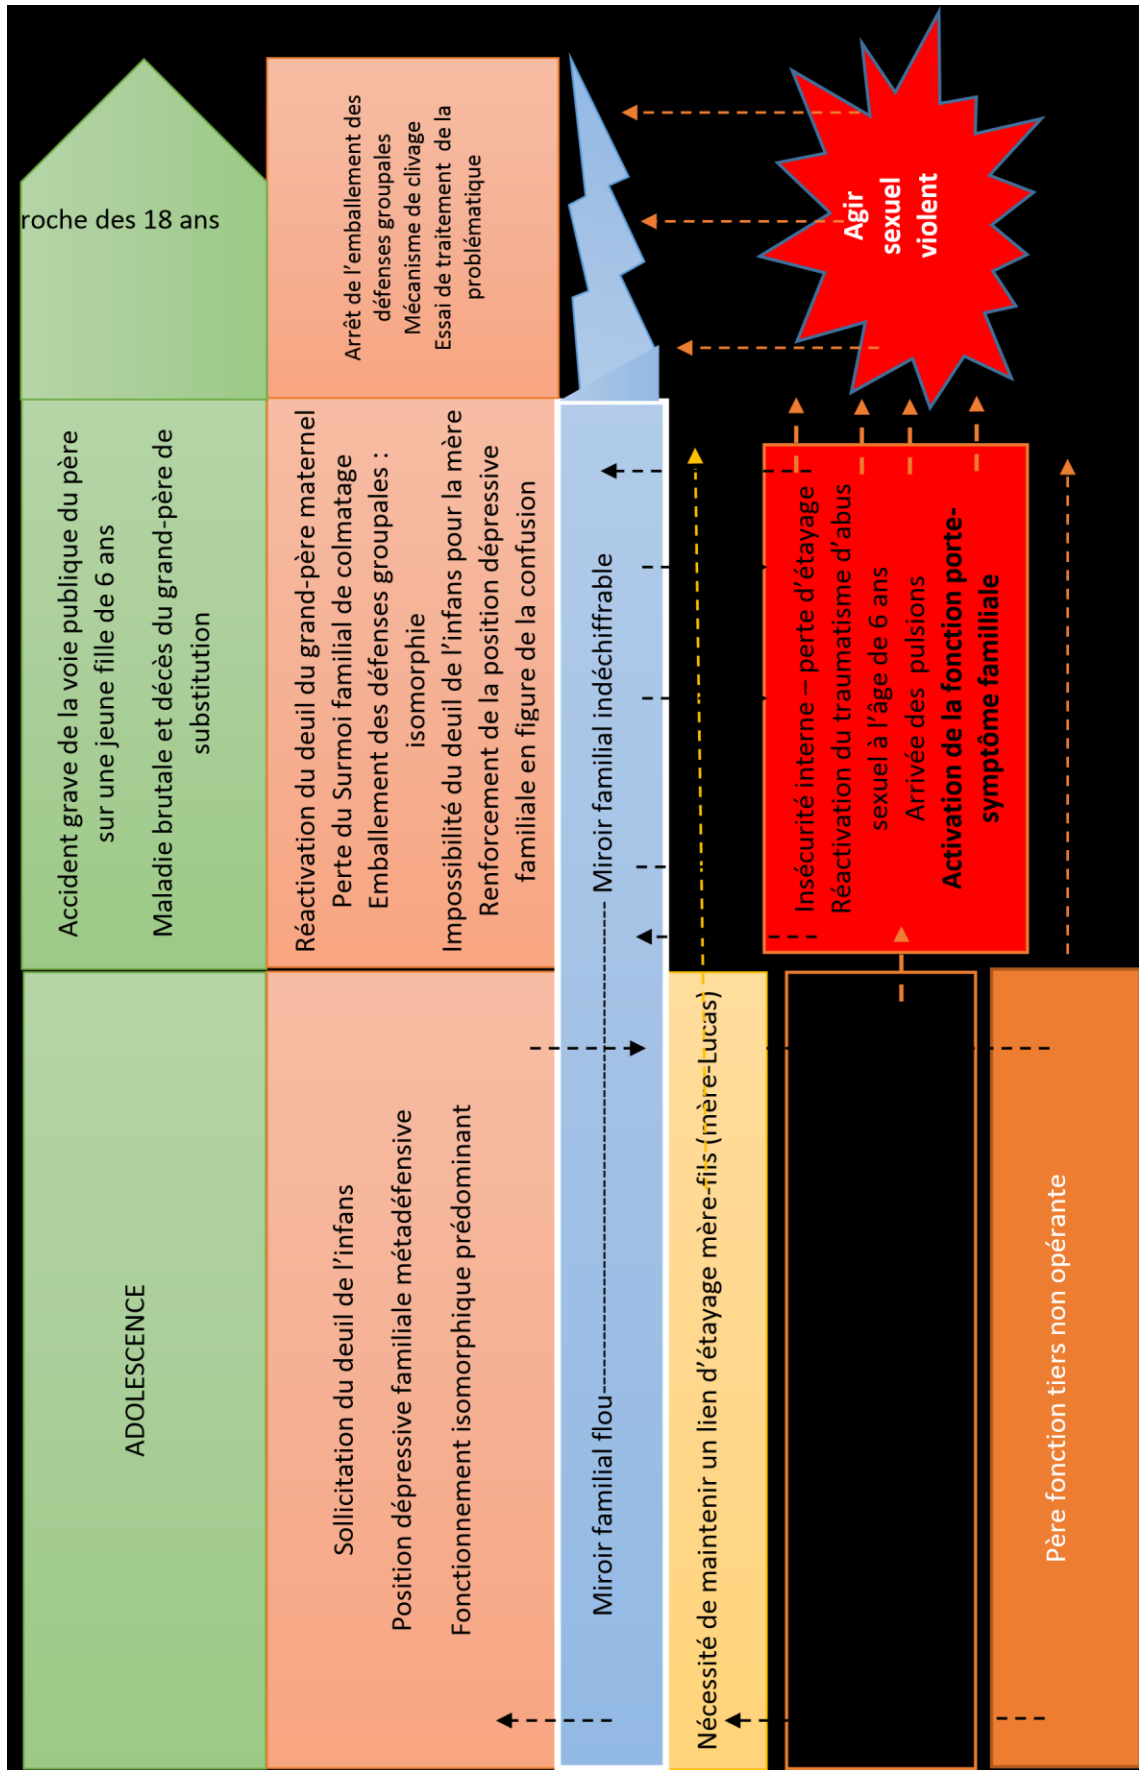 ADOLESCENCE
Accident grave de la voie publique du père
sur une jeune fille de 6 ans
Maladie brutale et décès du grand-père de
substitution
roche des 18 ans
Sollicitation du deuil de l'infans
Position dépressive familiale métadéfensive
Fonctionnement isomorphique prédominant
Réactivation du deuil du grand-père maternel
Perte du Surmoi familial de colmatage
Emballement des défenses groupales :
isomorphie
Impossibilité du deuil de l'infans pour la mère
Renforcement de la position dépressive
familiale en figure de la confusion
Arrêt de l'emballement des
défenses groupales
Mécanisme de clivage
Essai de traitement de la
problématique
Miroir familial flou
Miroir familial indéchiffrable
Nécessité de maintenir un lien d'étayage mère-fils (mère-Lucas)
Insécurité interne – perte d'étayage
Réactivation du traumatisme d'abus
sexuel à l'âge de 6 ans
Arrivée des pulsions
Activation de la fonction porte-
symptôme familliale
Agir
sexuel
violent
Père fonction tiers non opérante